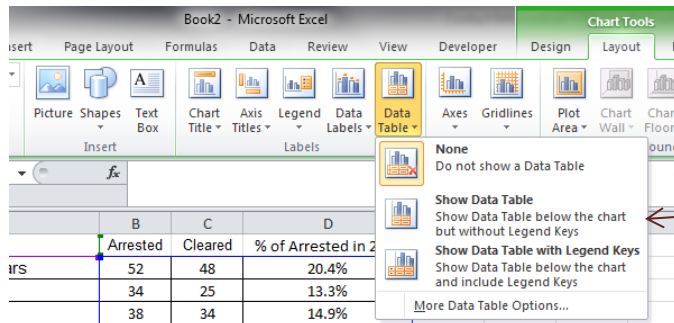 Book2 - Microsoft Excel
Chart Tools
Page Layout Formulas Data Review View Developer Design Layout
Picture Shapes Text Box
Chart Title Axis Titles Legend Data Labels Data Table
Axes Gridlines Plot Area Chart Wall
Insert
Labels
fx
None
Do not show a Data Table
Show Data Table
Show Data Table below the chart
but without Legend Keys
Show Data Table with Legend Keys
Show Data Table below the chart
and include Legend Keys
More Data Table Options...
B C D
Arrested Cleared % of Arrested in 2
52 48 20.4%
34 25 13.3%
38 34 14.9%